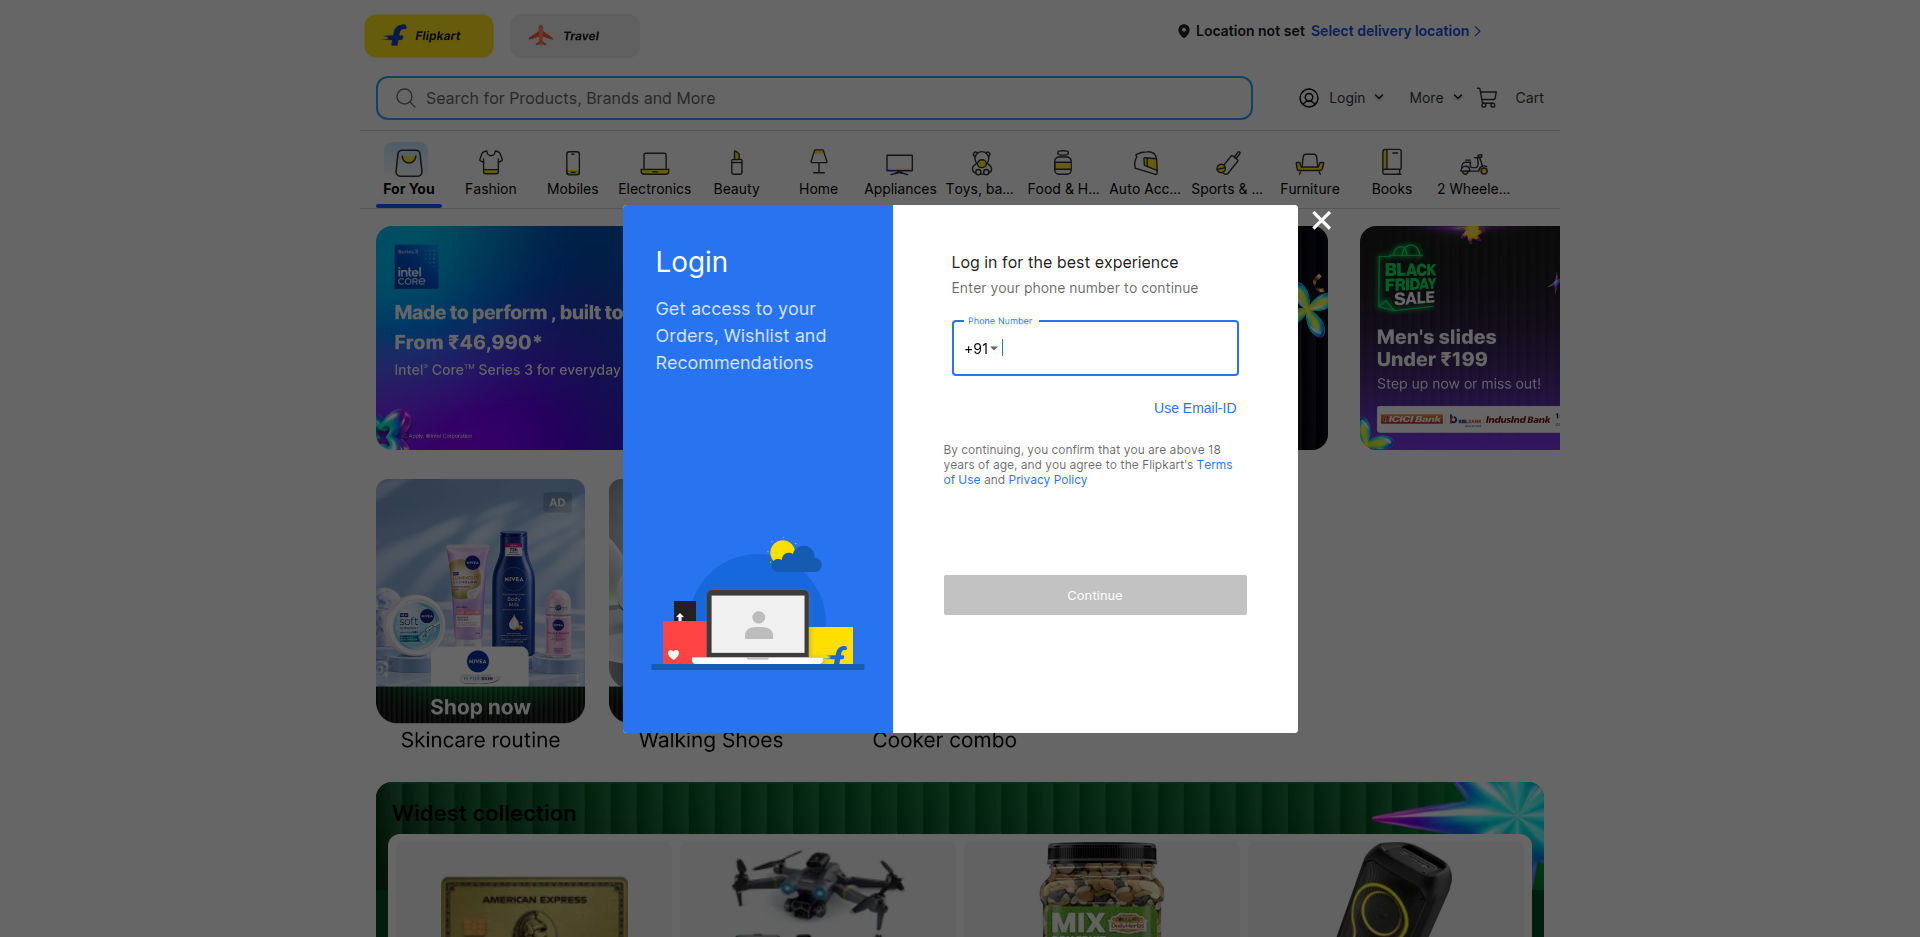 Flipkart
Travel
Location not set Select delivery location
Search for Products, Brands and More
Login
More
Cart
For You
Fashion
Mobiles
Electronics
Beauty
Home
Appliances
Toys, ba...
Food & H...
Auto Acc...
Sports & ...
Furniture
Books
2 Wheele...
Series 3
intel
CORE
Made to perform , built to
From ₹46,990*
Intel® Core™ Series 3 for everyday
Login
Get access to your
Orders, Wishlist and
Recommendations
Log in for the best experience
Enter your phone number to continue
Phone Number
+91
Use Email-ID
By continuing, you confirm that you are above 18
years of age, and you agree to the Flipkart's Terms
of Use and Privacy Policy
Continue
BLACK
FRIDAY
SALE
Men's slides
Under ₹199
Step up now or miss out!
ICICI Bank
IndusInd Bank
AD
NIVEA
NIVEA
Body
Milk
soft
NIVEA
Shop now
Skincare routine
Walking Shoes
Cooker combo
Widest collection
AMERICAN EXPRESS
MIX